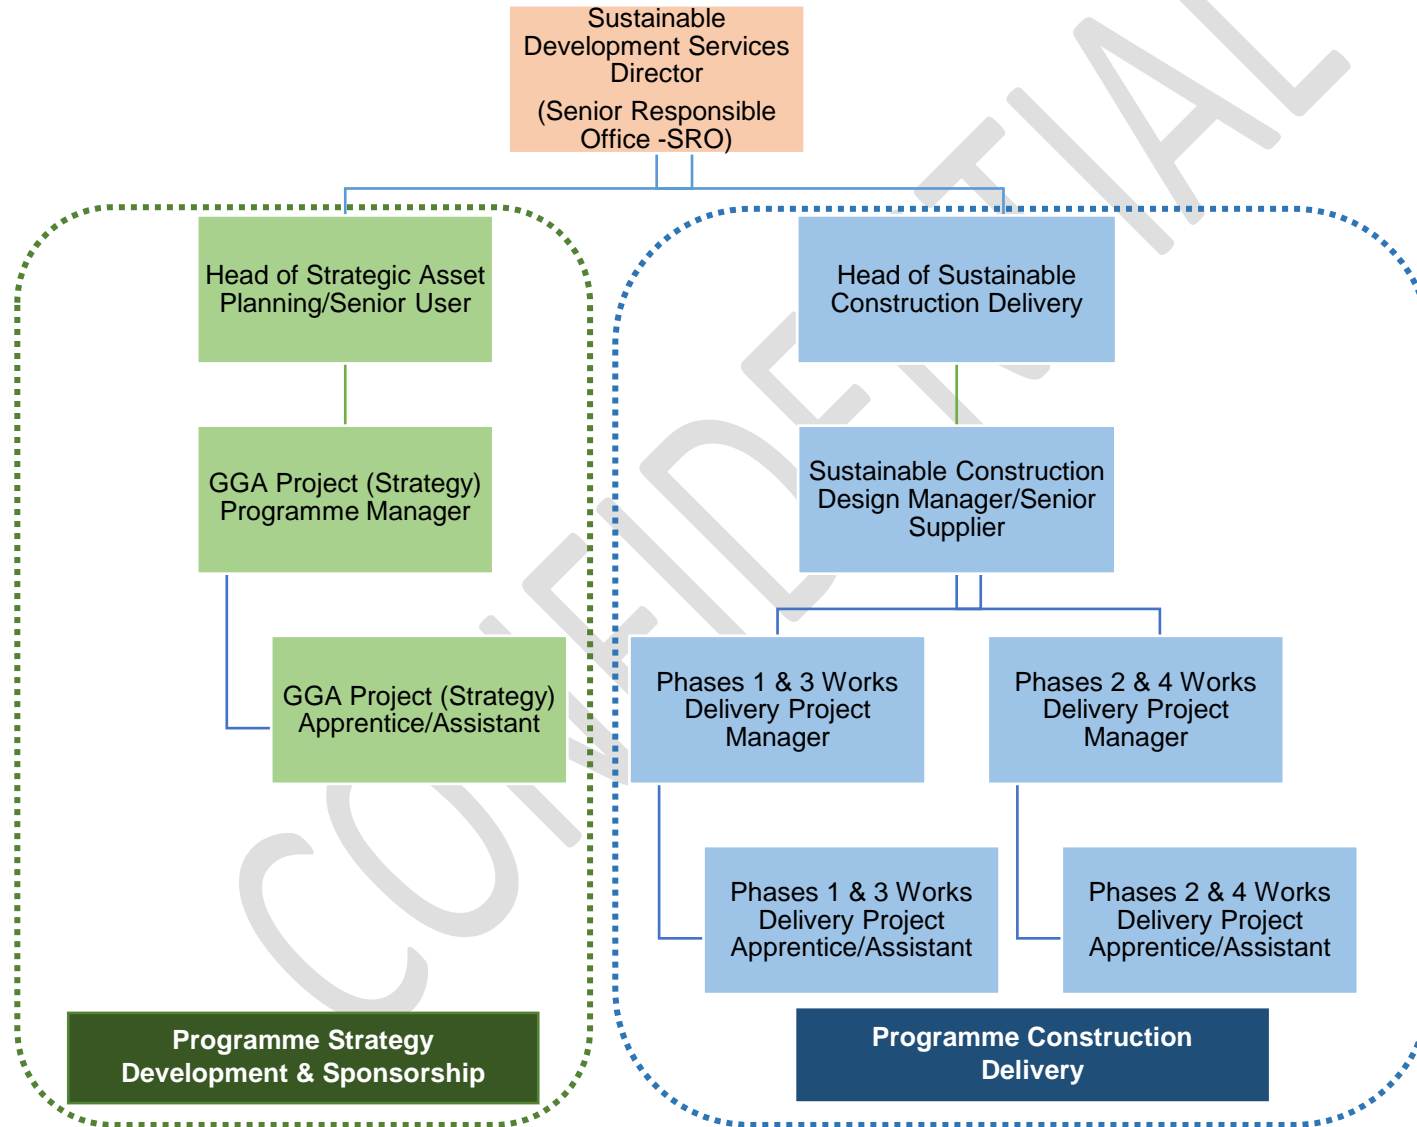 Sustainable
Development Services
Director
(Senior Responsible
Office -SRO)
Head of Strategic Asset
Planning/Senior User
Head of Sustainable
Construction Delivery
GGA Project (Strategy)
Programme Manager
Sustainable Construction
Design Manager/Senior
Supplier
GGA Project (Strategy)
Apprentice/Assistant
Phases 1 & 3 Works
Delivery Project
Manager
Phases 2 & 4 Works
Delivery Project
Manager
Phases 1 & 3 Works
Delivery Project
Apprentice/Assistant
Phases 2 & 4 Works
Delivery Project
Apprentice/Assistant
Programme Strategy
Development & Sponsorship
Programme Construction
Delivery
CONFIDENTIAL